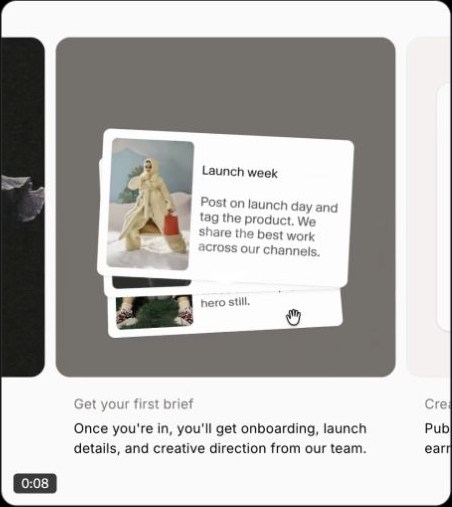 Launch week
Post on launch day and
tag the product. We
share the best work
across our channels.
hero still.
Get your first brief
Once you're in, you'll get onboarding, launch
details, and creative direction from our team.
Crea
Pub
earn
0:08